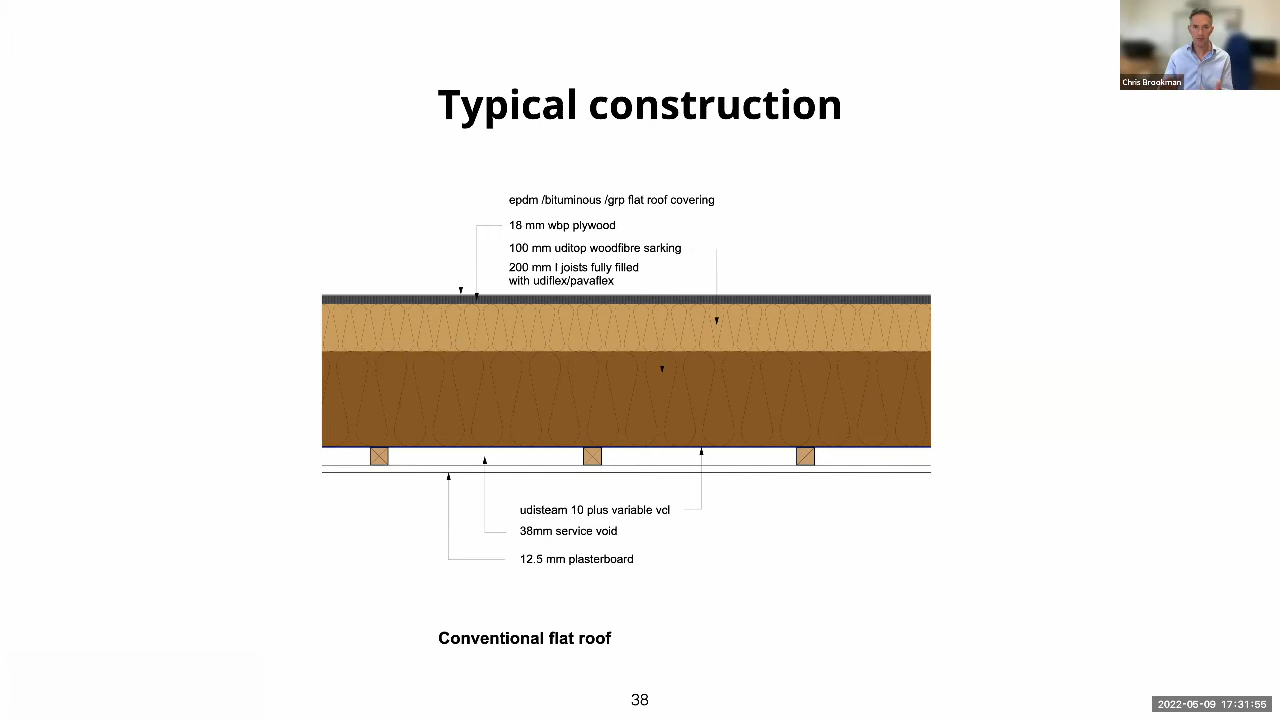 Chris Brookman
Typical construction
epdm /bituminous /grp flat roof covering
18 mm wbp plywood
100 mm uditop woodfibre sarking
200 mm I joists fully filled
with udiflex/pavaflex
udisteam 10 plus variable vcl
38mm service void
12.5 mm plasterboard
Conventional flat roof
38
2022-05-09 17:31:55